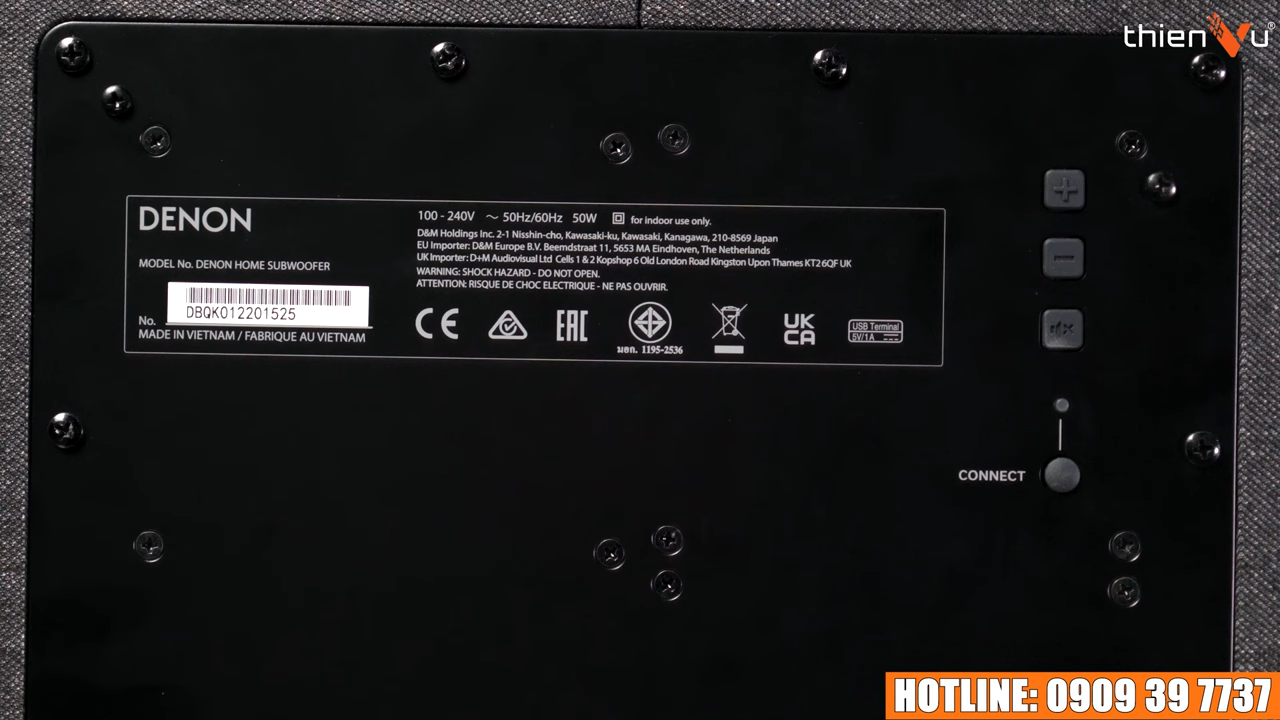 thien Vu®
DENON
MODEL No. DENON HOME SUBWOOFER
No.
DBQK012201525
MADE IN VIETNAM / FABRIQUE AU VIETNAM
100 - 240V ～ 50Hz/60Hz 50W for indoor use only.
D&M Holdings Inc. 2-1 Nisshin-cho, Kawasaki-ku, Kawasaki, Kanagawa, 210-8569 Japan
EU Importer: D&M Europe B.V. Beemdstraat 11, 5653 MA Eindhoven, The Netherlands
UK Importer: D+M Audiovisual Ltd Cells 1 & 2 Kopshop 6 Old London Road Kingston Upon Thames KT2 6QF UK
WARNING: SHOCK HAZARD - DO NOT OPEN.
ATTENTION: RISQUE DE CHOC ELECTRIQUE - NE PAS OUVRIR.
CE
EAC
มอก. 1195-2536
UK
CA
USB Terminal
5V/1A
CONNECT
HOTLINE: 0909 39 7737